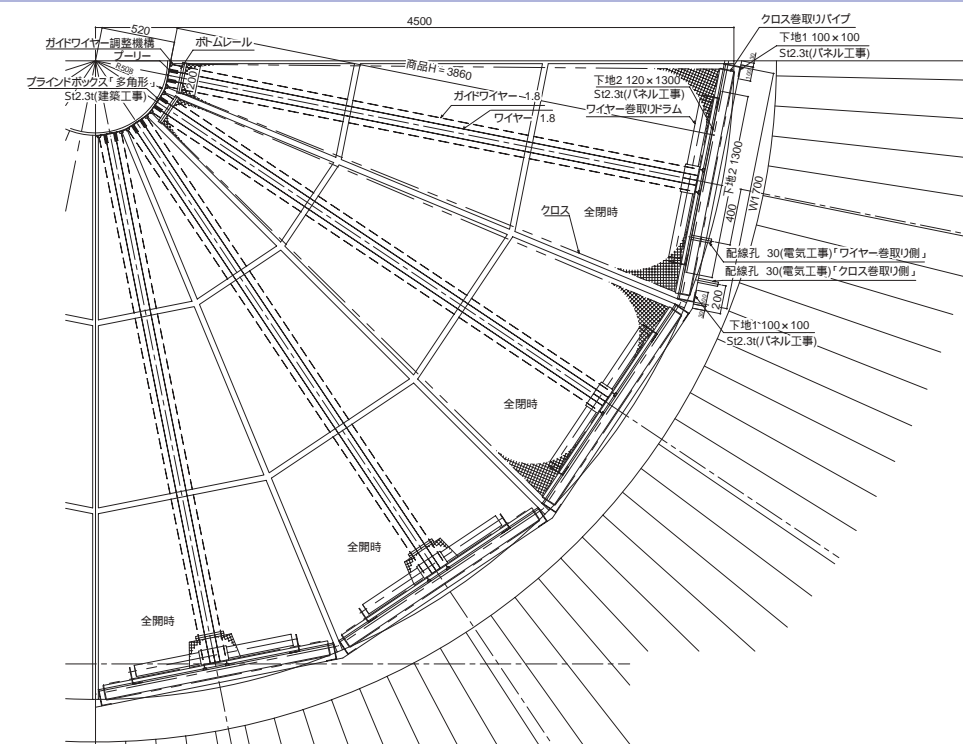 4500
520
クロス巻取りパイプ
下地1 100×100
St2.3t(パネル工事)
ガイドワイヤー調整機構
プーリー
ボトムレール
R508
商品H=3860
ブラインドボックス「多角形」
St2.3t(建築工事)
(200)
下地2 120×1300
St2.3t(パネル工事)
ワイヤー巻取りドラム
ガイドワイヤー 1.8
ワイヤー 1.8
下地2 1300
W1700
400
クロス
全閉時
配線孔 30(電気工事)「ワイヤー巻取り側」
配線孔 30(電気工事)「クロス巻取り側」
200
下地1 100×100
St2.3t(パネル工事)
全閉時
全開時
全開時